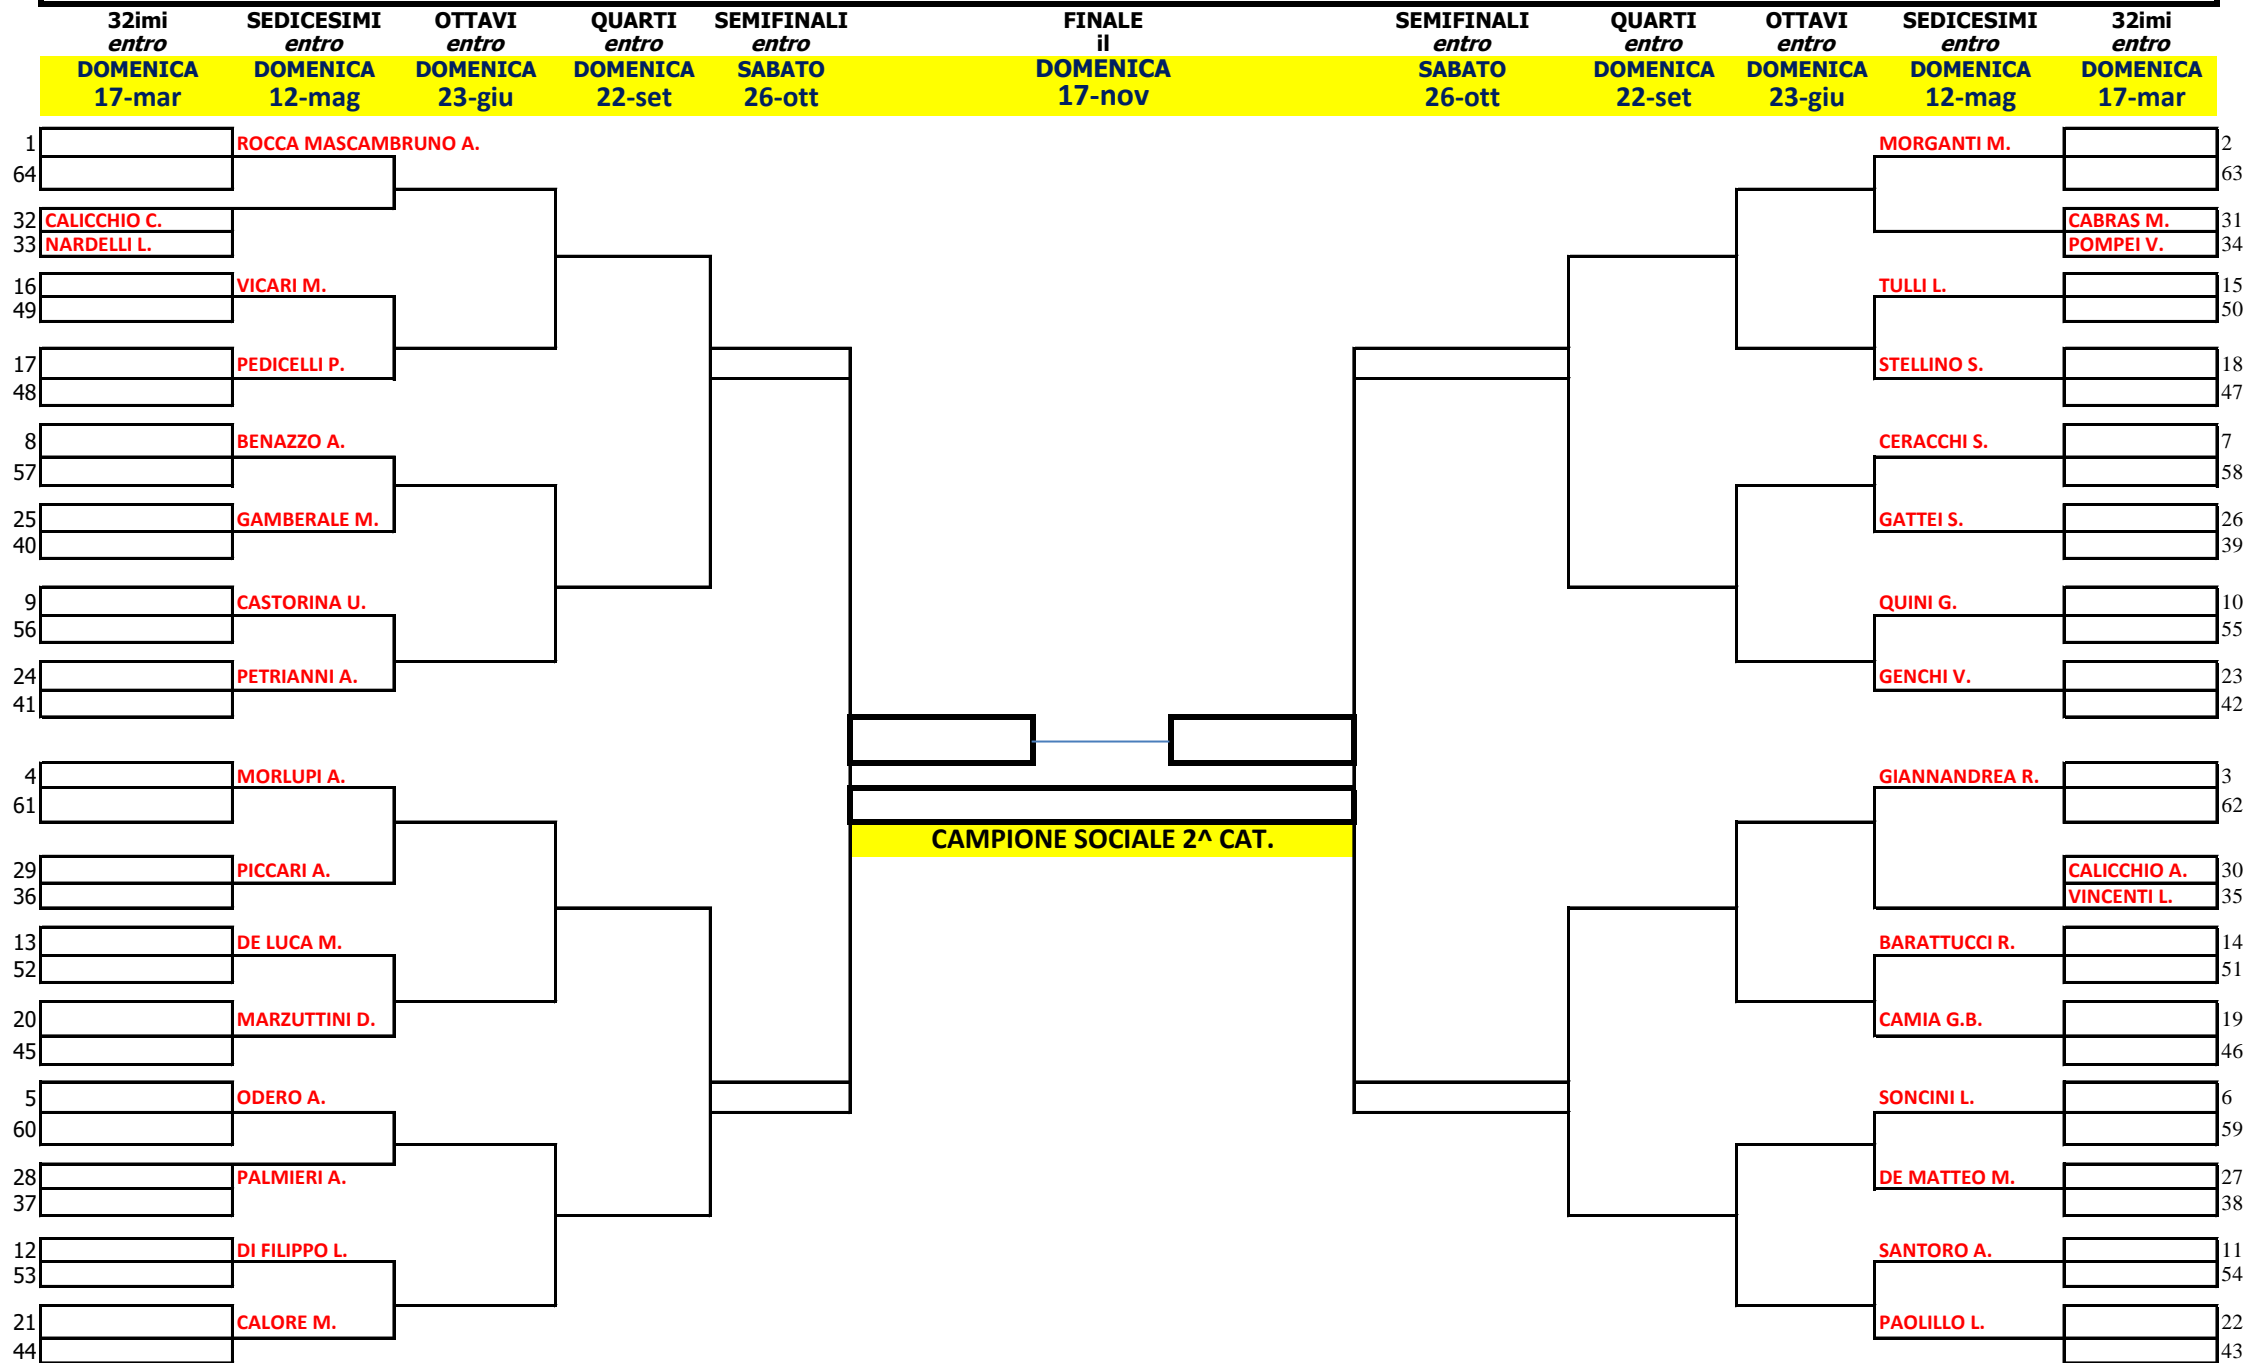 32imi SEDICESIMI OTTAVI QUARTI SEMIFINALI FINALE SEMIFINALI QUARTI OTTAVI SEDICESIMI 32imi
entro entro entro entro entro il entro entro entro entro entro
DOMENICA DOMENICA DOMENICA DOMENICA SABATO DOMENICA SABATO DOMENICA DOMENICA DOMENICA DOMENICA
17-mar 12-mag 23-giu 22-set 26-ott 17-nov 26-ott 22-set 23-giu 12-mag 17-mar
1 ROCCA MASCAMBRUNO A. MORGANTI M. 2
64 63
32 CALICCHIO C. CABRAS M. 31
33 NARDELLI L. POMPEI V. 34
16 VICARI M. TULLI L. 15
49 50
17 PEDICELLI P. STELLINO S. 18
48 47
8 BENAZZO A. CERACCHI S. 7
57 58
25 GAMBERALE M. GATTEI S. 26
40 39
9 CASTORINA U. QUINI G. 10
56 55
24 PETRIANNI A. GENCHI V. 23
41 42
4 MORLUPI A. GIANNANDREA R. 3
61 62
CAMPIONE SOCIALE 2^ CAT.
29 PICCARI A. CALICCHIO A. 30
36 VINCENTI L. 35
13 DE LUCA M. BARATTUCCI R. 14
52 51
20 MARZUTTINI D. CAMIA G.B. 19
45 46
5 ODERO A. SONCINI L. 6
60 59
28 PALMIERI A. DE MATTEO M. 27
37 38
12 DI FILIPPO L. SANTORO A. 11
53 54
21 CALORE M. PAOLILLO L. 22
44 43